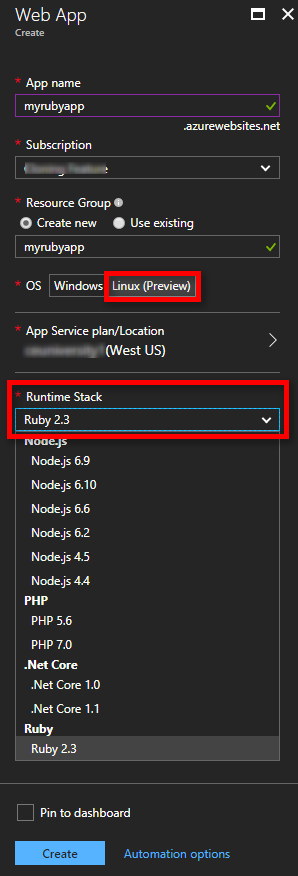 Web App
Create
* App name
myrubyapp
.azurewebsites.net
* Subscription
* Resource Group
Create new Use existing
myrubyapp
* OS Windows Linux (Preview)
* App Service plan/Location
(West US)
* Runtime Stack
Ruby 2.3
Node.js
Node.js 6.9
Node.js 6.10
Node.js 6.6
Node.js 6.2
Node.js 4.5
Node.js 4.4
PHP
PHP 5.6
PHP 7.0
.Net Core
.Net Core 1.0
.Net Core 1.1
Ruby
Ruby 2.3
Pin to dashboard
Create Automation options